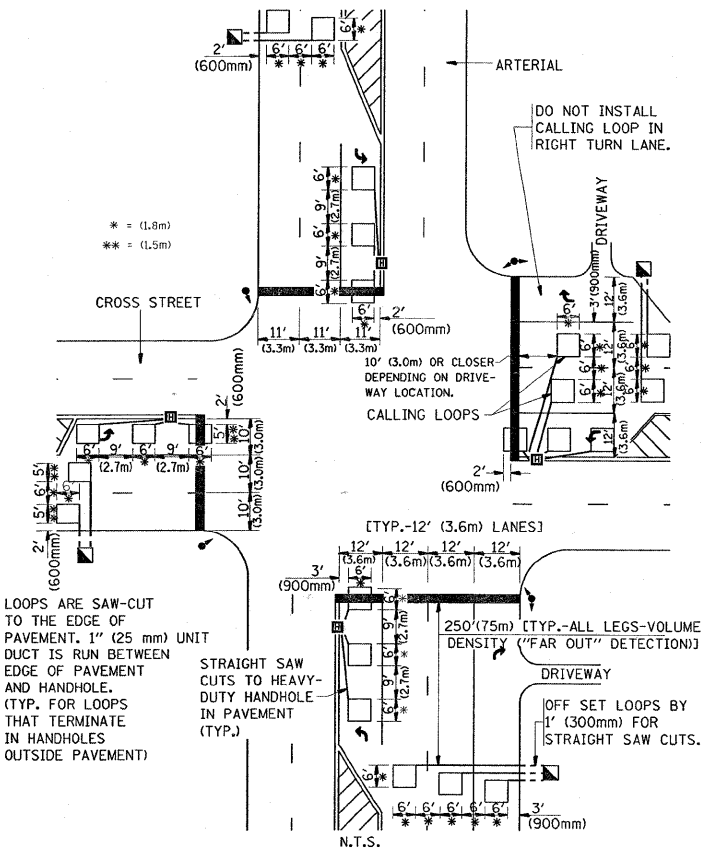 6' *
2'
(600mm)
6' 6' 6'
* * *
ARTERIAL
DO NOT INSTALL
CALLING LOOP IN
RIGHT TURN LANE.
* = (1.8m)
** = (1.5m)
CROSS STREET
6' *
9' (2.7m)
6' *
9' (2.7m)
6' *
H
6'
*
2'
(600mm)
11' 11' 11'
(3.3m) (3.3m) (3.3m)
DRIVEWAY
3' (900mm)
12' (3.6m)
6'
*
12' (3.6m)
12' (3.6m)
12' (3.6m)
6' 6' 6'
* * *
6' 6' 6'
10' (3.0m) OR CLOSER
DEPENDING ON DRIVE-
WAY LOCATION.
CALLING LOOPS
H
2'
(600mm)
2'
(600mm)
H
5' **
10' (3.0m)
10' (3.0m)
10' (3.0m)
6' 9' 6' 9' 6'
* (2.7m) * (2.7m) *
5' 6' 5'
** * **
6'
*
2'
(600mm)
[TYP.-12' (3.6m) LANES]
12' 12' 12' 12'
(3.6m) (3.6m) (3.6m) (3.6m)
3'
(900mm)
6'
*
H
6' *
9' (2.7m)
6' *
9' (2.7m)
6' *
250'(75m) [TYP.-ALL LEGS-VOLUME
DENSITY ("FAR OUT" DETECTION)]
DRIVEWAY
LOOPS ARE SAW-CUT
TO THE EDGE OF
PAVEMENT. 1" (25 mm) UNIT
DUCT IS RUN BETWEEN
EDGE OF PAVEMENT
AND HANDHOLE.
(TYP. FOR LOOPS
THAT TERMINATE
IN HANDHOLES
OUTSIDE PAVEMENT)
STRAIGHT SAW
CUTS TO HEAVY-
DUTY HANDHOLE
IN PAVEMENT
(TYP.)
OFF SET LOOPS BY
1' (300mm) FOR
STRAIGHT SAW CUTS.
6' *
6' 6' 6' 6' 6'
* * * * *
3'
(900mm)
N.T.S.